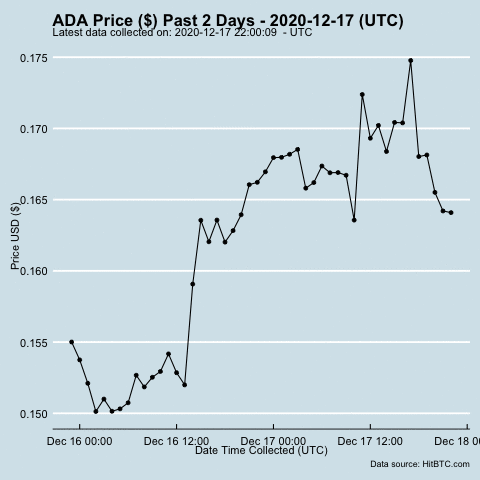 ADA Price ($) Past 2 Days - 2020-12-17 (UTC)
Latest data collected on: 2020-12-17 22:00:09 - UTC
0.175
0.170
0.165
Price USD ($)
0.160
0.155
0.150
Dec 16 00:00 Dec 16 12:00 Dec 17 00:00 Dec 17 12:00 Dec 18 0
Date Time Collected (UTC)
Data source: HitBTC.com